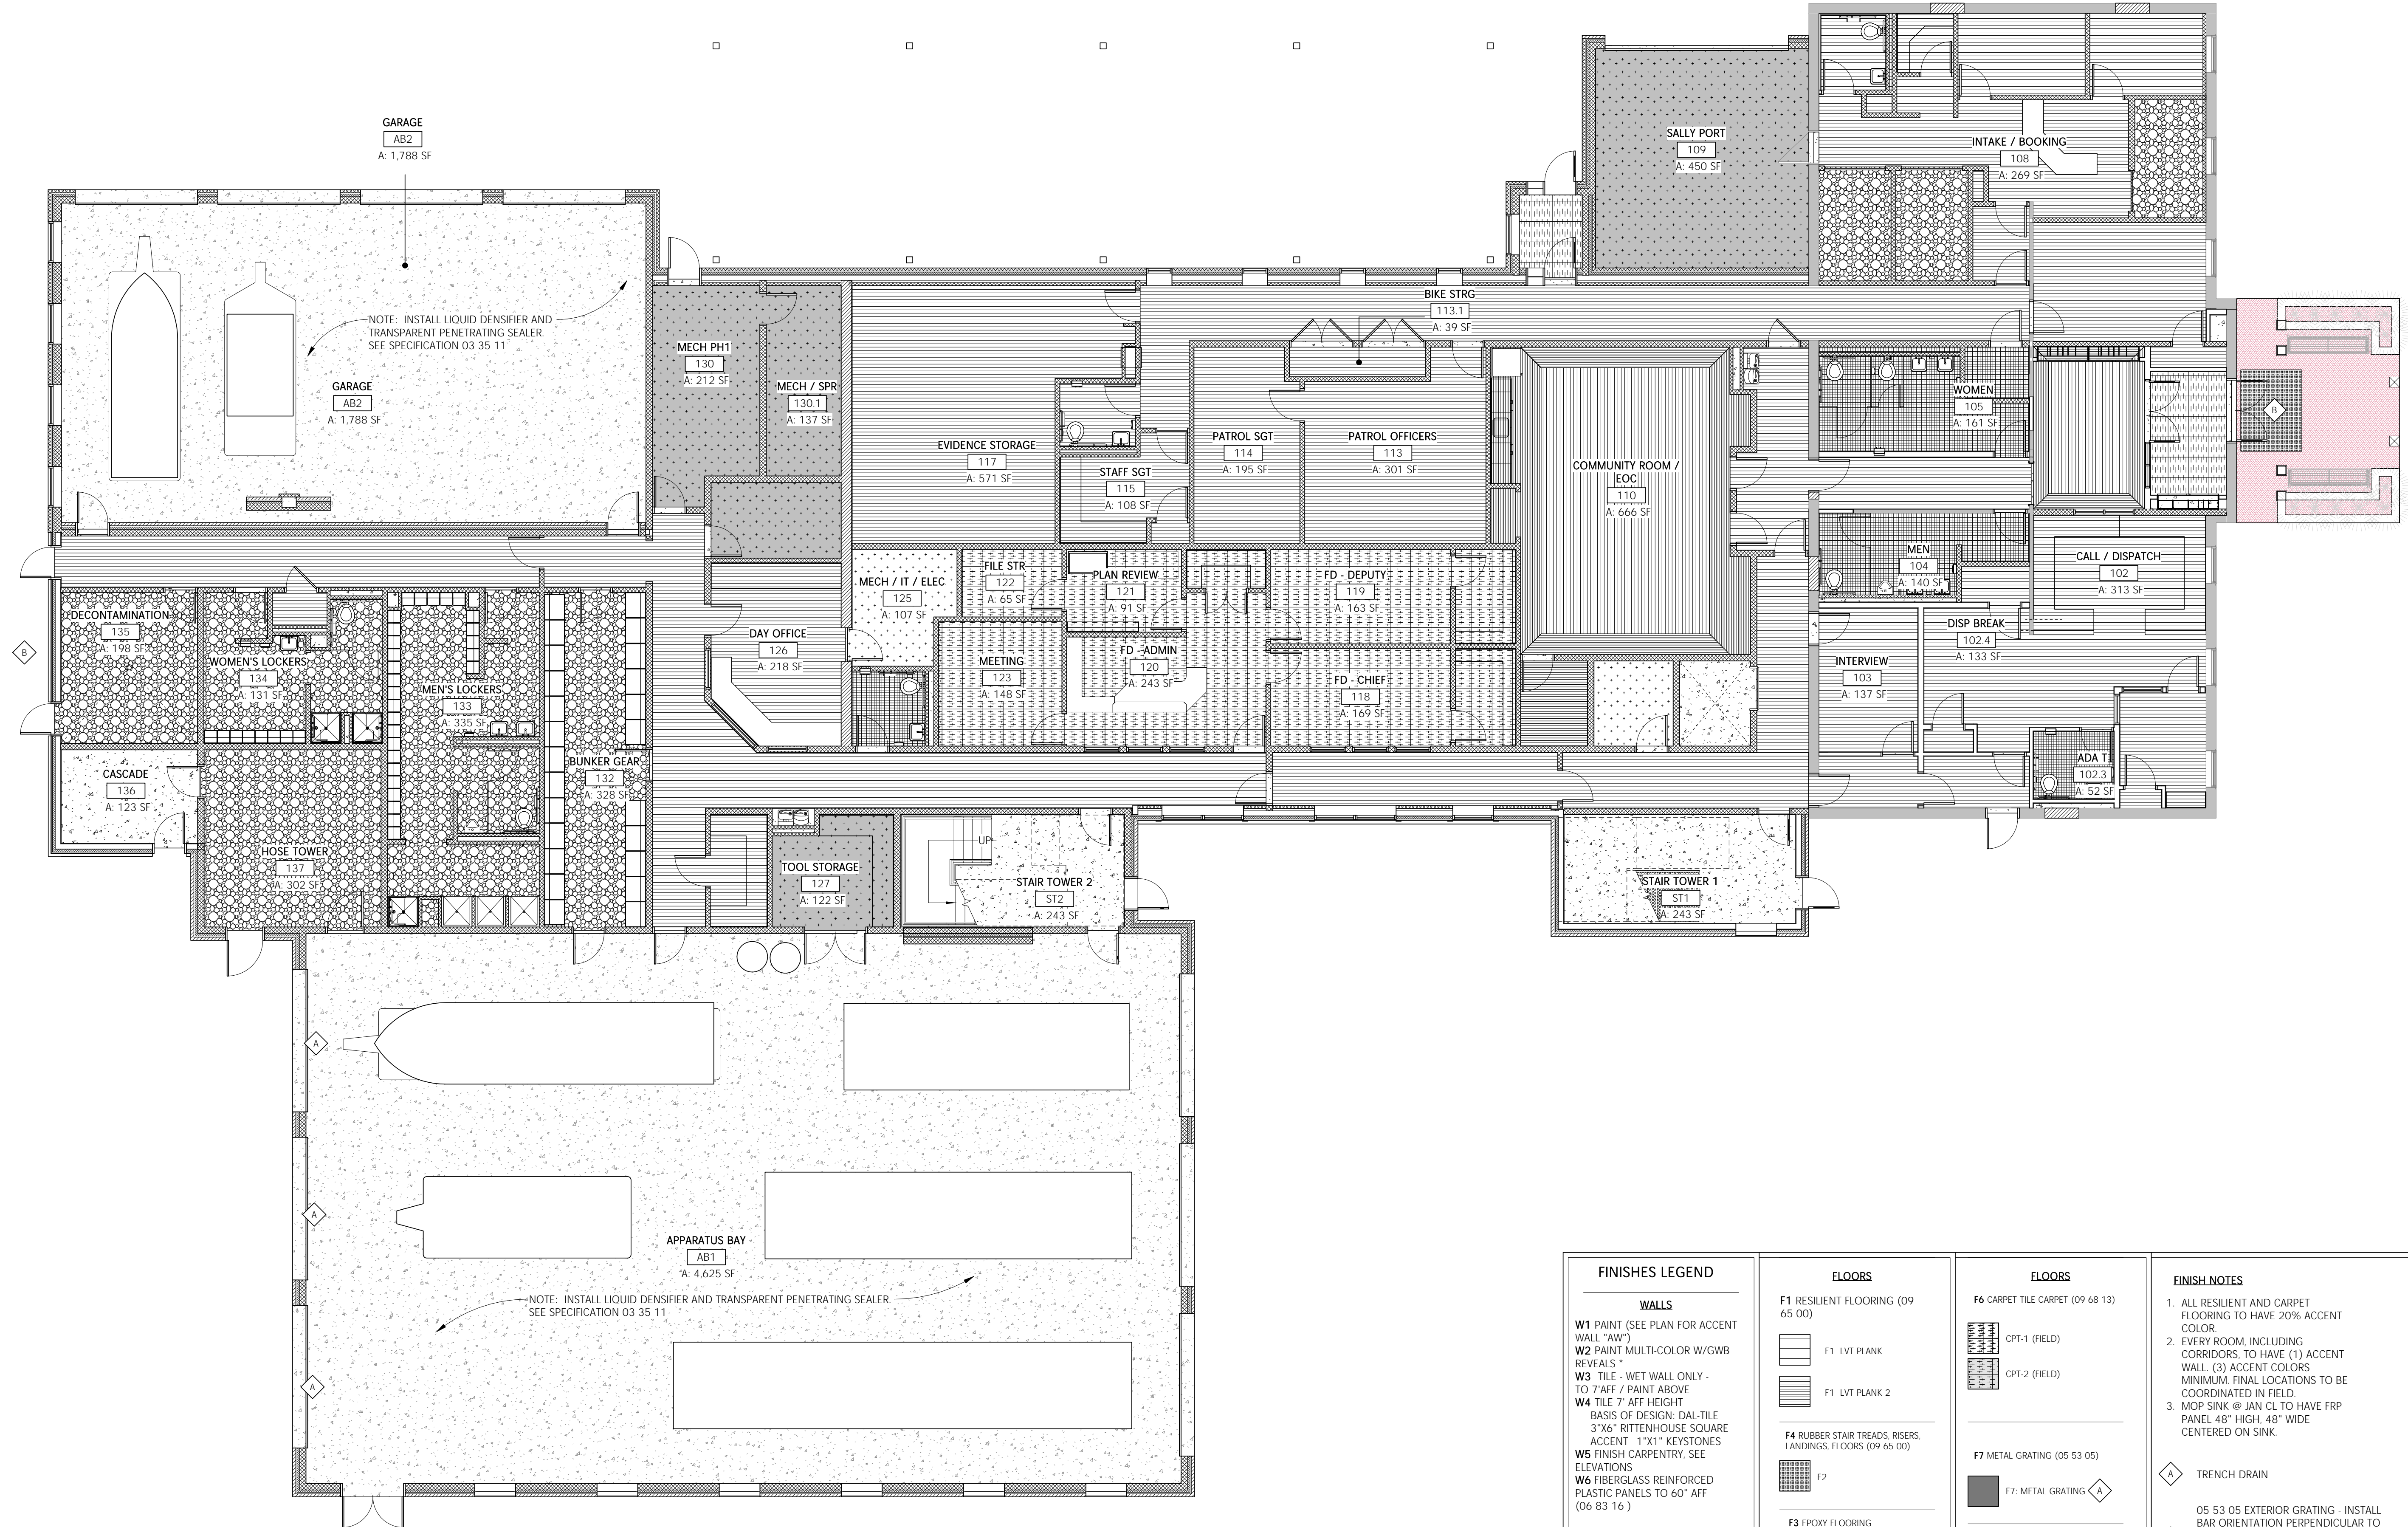 GARAGE
AB2
A: 1,788 SF
NOTE: INSTALL LIQUID DENSIFIER AND
TRANSPARENT PENETRATING SEALER.
SEE SPECIFICATION 03 35 11
GARAGE
AB2
A: 1,788 SF
MECH PH1
130
A: 212 SF
MECH / SPR
130.1
A: 137 SF
EVIDENCE STORAGE
117
A: 571 SF
STAFF SGT
115
A: 108 SF
PATROL SGT
114
A: 195 SF
PATROL OFFICERS
113
A: 301 SF
BIKE STRG
113.1
A: 39 SF
SALLY PORT
109
A: 450 SF
INTAKE / BOOKING
108
A: 269 SF
COMMUNITY ROOM /
EOC
110
A: 666 SF
WOMEN
105
A: 161 SF
B
MEN
104
A: 140 SF
CALL / DISPATCH
102
A: 313 SF
DISP BREAK
102.4
A: 133 SF
INTERVIEW
103
A: 137 SF
ADA T.
102.3
A: 52 SF
MECH / IT / ELEC
125
A: 107 SF
FILE STR
122
A: 65 SF
PLAN REVIEW
121
A: 91 SF
FD - DEPUTY
119
A: 163 SF
DAY OFFICE
126
A: 218 SF
MEETING
123
A: 148 SF
FD - ADMIN
120
A: 243 SF
FD - CHIEF
118
A: 169 SF
B
DECONTAMINATION
135
A: 198 SF
WOMEN'S LOCKERS
134
A: 131 SF
MEN'S LOCKERS
133
A: 335 SF
BUNKER GEAR
132
A: 328 SF
CASCADE
136
A: 123 SF
HOSE TOWER
137
A: 302 SF
TOOL STORAGE
127
A: 122 SF
UP
STAIR TOWER 2
ST2
A: 243 SF
STAIR TOWER 1
ST1
A: 243 SF
A
A
A
APPARATUS BAY
AB1
A: 4,625 SF
NOTE: INSTALL LIQUID DENSIFIER AND TRANSPARENT PENETRATING SEALER.
SEE SPECIFICATION 03 35 11
FINISHES LEGEND
WALLS
W1 PAINT (SEE PLAN FOR ACCENT
WALL "AW")
W2 PAINT MULTI-COLOR W/GWB
REVEALS *
W3 TILE - WET WALL ONLY -
TO 7'AFF / PAINT ABOVE
W4 TILE 7' AFF HEIGHT
BASIS OF DESIGN: DAL-TILE
3"X6" RITTENHOUSE SQUARE
ACCENT 1"X1" KEYSTONES
W5 FINISH CARPENTRY, SEE
ELEVATIONS
W6 FIBERGLASS REINFORCED
PLASTIC PANELS TO 60" AFF
(06 83 16 )
FLOORS
F1 RESILIENT FLOORING (09
65 00)
F1 LVT PLANK
F1 LVT PLANK 2
F4 RUBBER STAIR TREADS, RISERS,
LANDINGS, FLOORS (09 65 00)
F2
F3 EPOXY FLOORING
FLOORS
F6 CARPET TILE CARPET (09 68 13)
CPT-1 (FIELD)
CPT-2 (FIELD)
F7 METAL GRATING (05 53 05)
F7: METAL GRATING A
FINISH NOTES
1. ALL RESILIENT AND CARPET
FLOORING TO HAVE 20% ACCENT
COLOR.
2. EVERY ROOM, INCLUDING
CORRIDORS, TO HAVE (1) ACCENT
WALL. (3) ACCENT COLORS
MINIMUM. FINAL LOCATIONS TO BE
COORDINATED IN FIELD.
3. MOP SINK @ JAN CL TO HAVE FRP
PANEL 48" HIGH, 48" WIDE
CENTERED ON SINK.
A TRENCH DRAIN
05 53 05 EXTERIOR GRATING - INSTALL
BAR ORIENTATION PERPENDICULAR TO